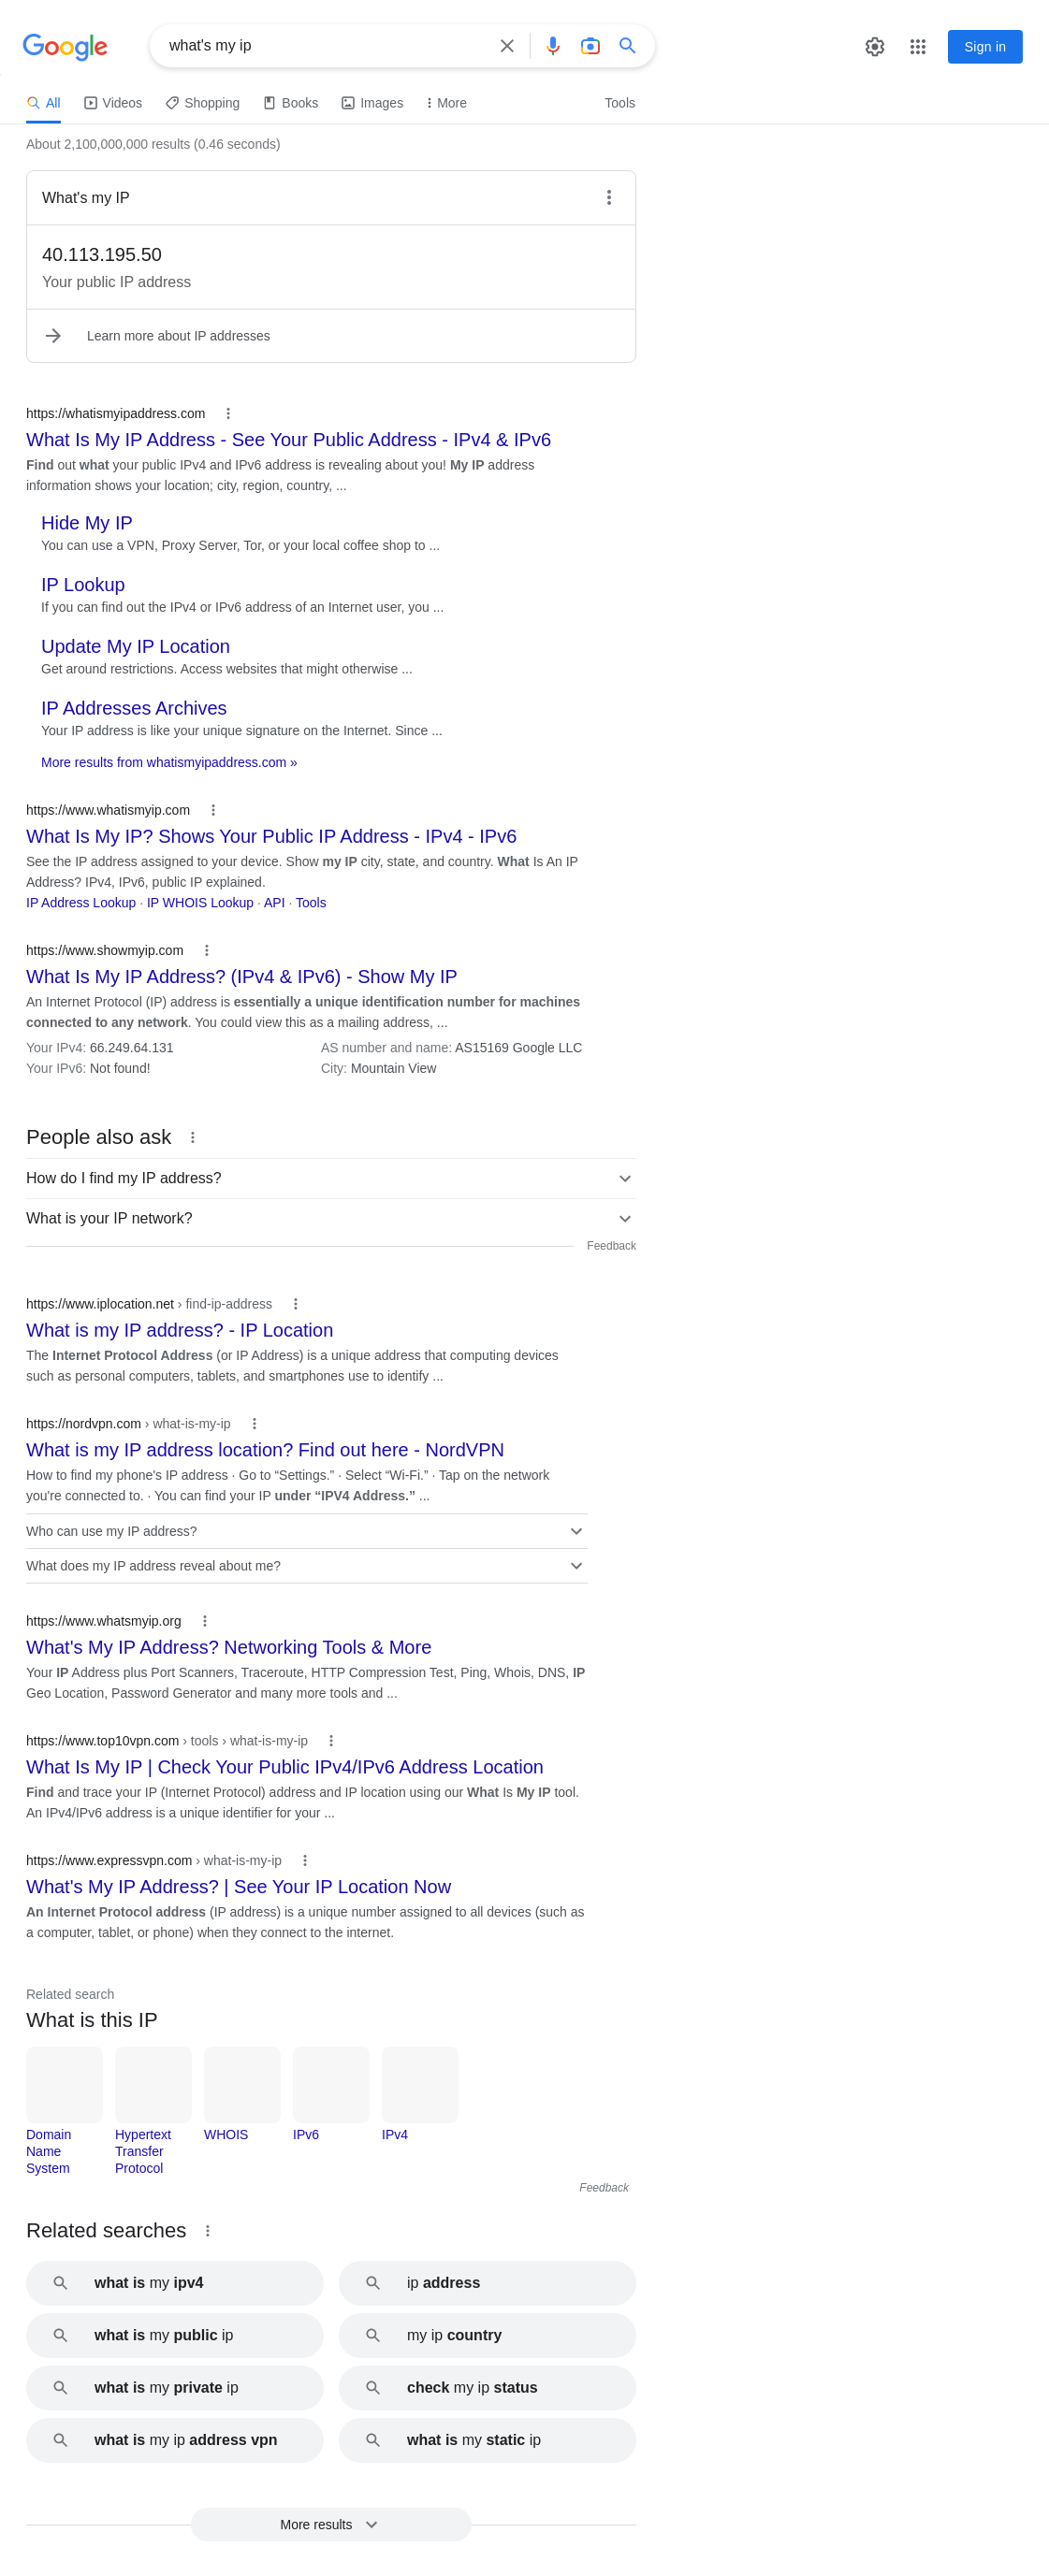 Google
what's my ip
Sign in
All
Videos
Shopping
Books
Images
More
Tools
About 2,100,000,000 results (0.46 seconds)
What's my IP
40.113.195.50
Your public IP address
Learn more about IP addresses
https://whatismyipaddress.com
What Is My IP Address - See Your Public Address - IPv4 & IPv6
Find out what your public IPv4 and IPv6 address is revealing about you! My IP address
information shows your location; city, region, country, ...
Hide My IP
You can use a VPN, Proxy Server, Tor, or your local coffee shop to ...
IP Lookup
If you can find out the IPv4 or IPv6 address of an Internet user, you ...
Update My IP Location
Get around restrictions. Access websites that might otherwise ...
IP Addresses Archives
Your IP address is like your unique signature on the Internet. Since ...
More results from whatismyipaddress.com »
https://www.whatismyip.com
What Is My IP? Shows Your Public IP Address - IPv4 - IPv6
See the IP address assigned to your device. Show my IP city, state, and country. What Is An IP
Address? IPv4, IPv6, public IP explained.
IP Address Lookup · IP WHOIS Lookup · API · Tools
https://www.showmyip.com
What Is My IP Address? (IPv4 & IPv6) - Show My IP
An Internet Protocol (IP) address is essentially a unique identification number for machines
connected to any network. You could view this as a mailing address, ...
Your IPv4: 66.249.64.131
AS number and name: AS15169 Google LLC
Your IPv6: Not found!
City: Mountain View
People also ask
How do I find my IP address?
What is your IP network?
Feedback
https://www.iplocation.net › find-ip-address
What is my IP address? - IP Location
The Internet Protocol Address (or IP Address) is a unique address that computing devices
such as personal computers, tablets, and smartphones use to identify ...
https://nordvpn.com › what-is-my-ip
What is my IP address location? Find out here - NordVPN
How to find my phone's IP address · Go to “Settings.” · Select “Wi-Fi.” · Tap on the network
you're connected to. · You can find your IP under “IPV4 Address.” ...
Who can use my IP address?
What does my IP address reveal about me?
https://www.whatsmyip.org
What's My IP Address? Networking Tools & More
Your IP Address plus Port Scanners, Traceroute, HTTP Compression Test, Ping, Whois, DNS, IP
Geo Location, Password Generator and many more tools and ...
https://www.top10vpn.com › tools › what-is-my-ip
What Is My IP | Check Your Public IPv4/IPv6 Address Location
Find and trace your IP (Internet Protocol) address and IP location using our What Is My IP tool.
An IPv4/IPv6 address is a unique identifier for your ...
https://www.expressvpn.com › what-is-my-ip
What's My IP Address? | See Your IP Location Now
An Internet Protocol address (IP address) is a unique number assigned to all devices (such as
a computer, tablet, or phone) when they connect to the internet.
Related search
What is this IP
Domain
Name
System
Hypertext
Transfer
Protocol
WHOIS
IPv6
IPv4
Feedback
Related searches
what is my ipv4
ip address
what is my public ip
my ip country
what is my private ip
check my ip status
what is my ip address vpn
what is my static ip
More results